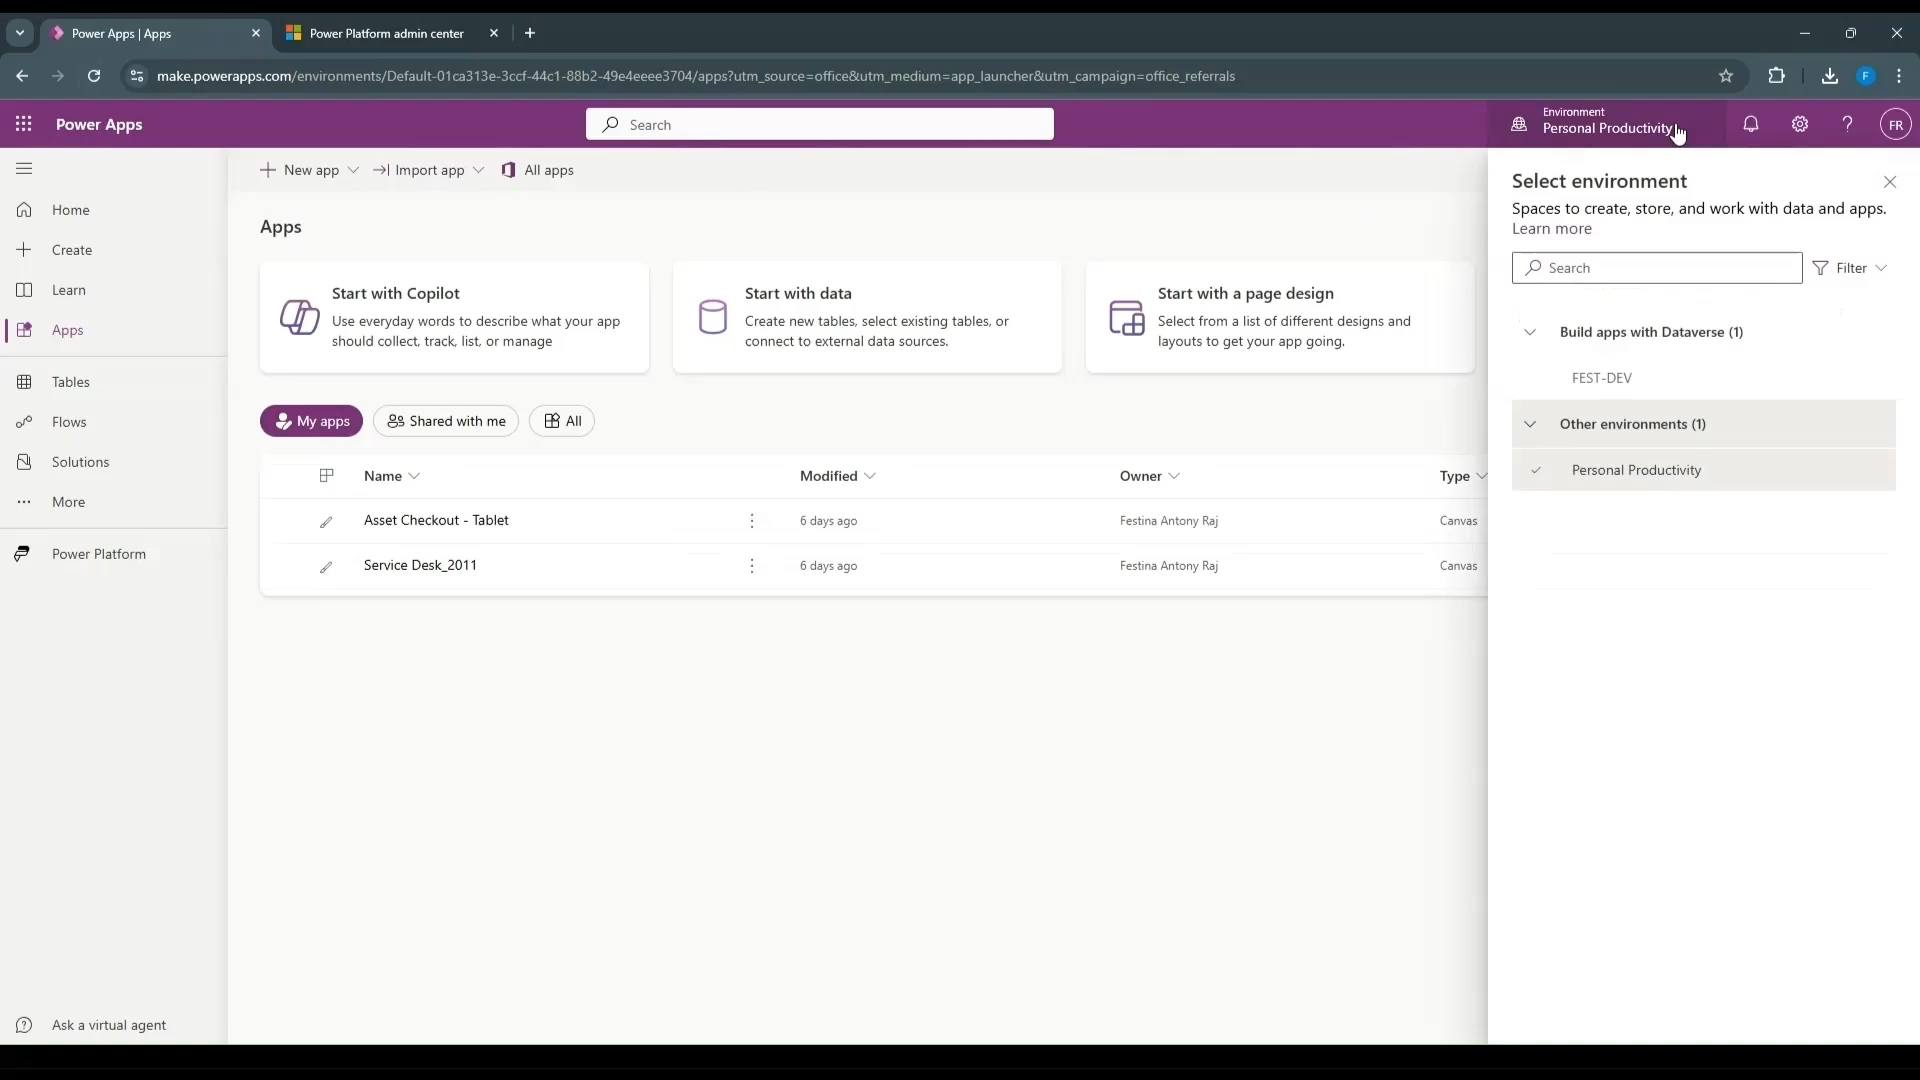 Power Apps | Apps
Power Platform admin center
make.powerapps.com/environments/Default-01ca313e-3ccf-44c1-88b2-49e4eeee3704/apps?utm_source=office&utm_medium=app_launcher&utm_campaign=office_referrals
F
Power Apps
Search
Environment
Personal Productivity
FR
New app
Import app
All apps
Home
Create
Learn
Apps
Tables
Flows
Solutions
More
Power Platform
Ask a virtual agent
Apps
Start with Copilot
Use everyday words to describe what your app
should collect, track, list, or manage
Start with data
Create new tables, select existing tables, or
connect to external data sources.
Start with a page design
Select from a list of different designs and
layouts to get your app going.
My apps
Shared with me
All
Name Modified Owner Type
Asset Checkout - Tablet 6 days ago Festina Antony Raj Canvas
Service Desk_2011 6 days ago Festina Antony Raj Canvas
Select environment
Spaces to create, store, and work with data and apps.
Learn more
Search
Filter
Build apps with Dataverse (1)
FEST-DEV
Other environments (1)
Personal Productivity